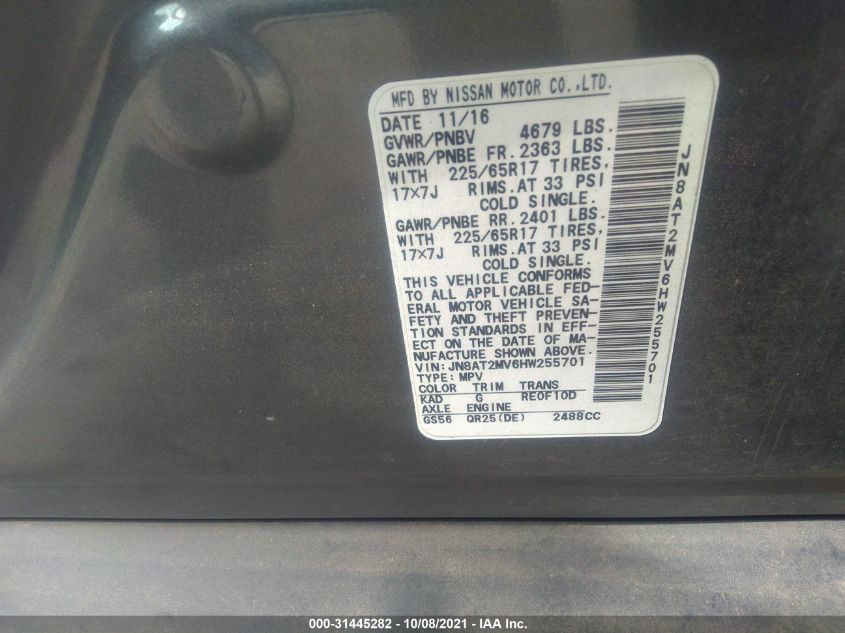 MFD BY NISSAN MOTOR CO.,LTD.
DATE 11/16
GVWR/PNBV 4679 LBS.
GAWR/PNBE FR. 2363 LBS.
WITH 225/65R17 TIRES,
17×7J RIMS.AT 33 PSI
COLD SINGLE.
GAWR/PNBE RR. 2401 LBS.
WITH 225/65R17 TIRES,
17×7J RIMS.AT 33 PSI
COLD SINGLE.
THIS VEHICLE CONFORMS
TO ALL APPLICABLE FED-
ERAL MOTOR VEHICLE SA-
FETY AND THEFT PREVEN-
TION STANDARDS IN EFF-
ECT ON THE DATE OF MA-
NUFACTURE SHOWN ABOVE.
VIN: JN8AT2MV6HW255701
TYPE: MPV
COLOR TRIM TRANS
KAD G RE0F10D
AXLE ENGINE
GS56 QR25(DE) 2488CC
JN8AT2MV6HW255701
000-31445282 - 10/08/2021 - IAA Inc.